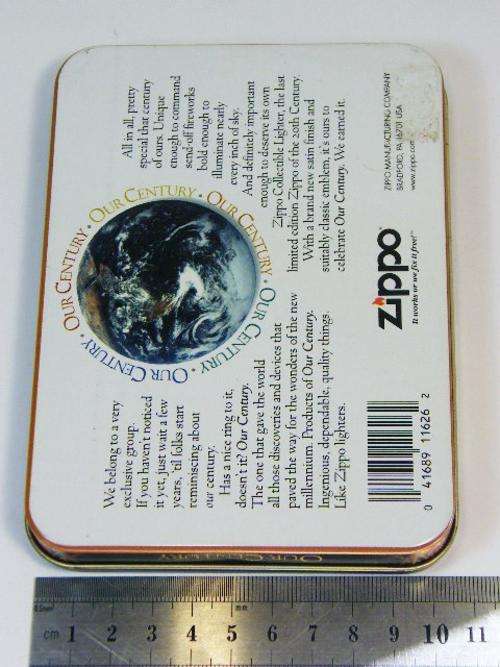 We belong to a very
exclusive group.
If you haven't noticed
it yet, just wait a few
years, 'til folks start
reminiscing about
our century.
Has a nice ring to it,
doesn't it? Our Century.
The one that gave the world
all those discoveries and devices that
paved the way for the wonders of the new
millennium. Products of Our Century.
Ingenious, dependable, quality things.
Like Zippo lighters.
OUR CENTURY · OUR CENTURY · OUR CENTURY · OUR CENTURY · OUR CENTURY ·
All in all, pretty
special that century
of ours. Unique
enough to command
send-off fireworks
bold enough to
illuminate nearly
every inch of sky.
And definitely important
enough to deserve its own
Zippo Collectible Lighter, the last
limited edition Zippo of the 20th Century.
With a brand new satin finish and
suitably classic emblem, it's ours to
celebrate Our Century. We earned it.
0 41689 11626 2
zippo
It works or we fix it free!™
ZIPPO MANUFACTURING COMPANY
BRADFORD, PA 16701 USA
www.zippo.com
OUR CENTURY
0.5mm
mm
cm 1 2 3 4 5 6 7 8 9 10 11